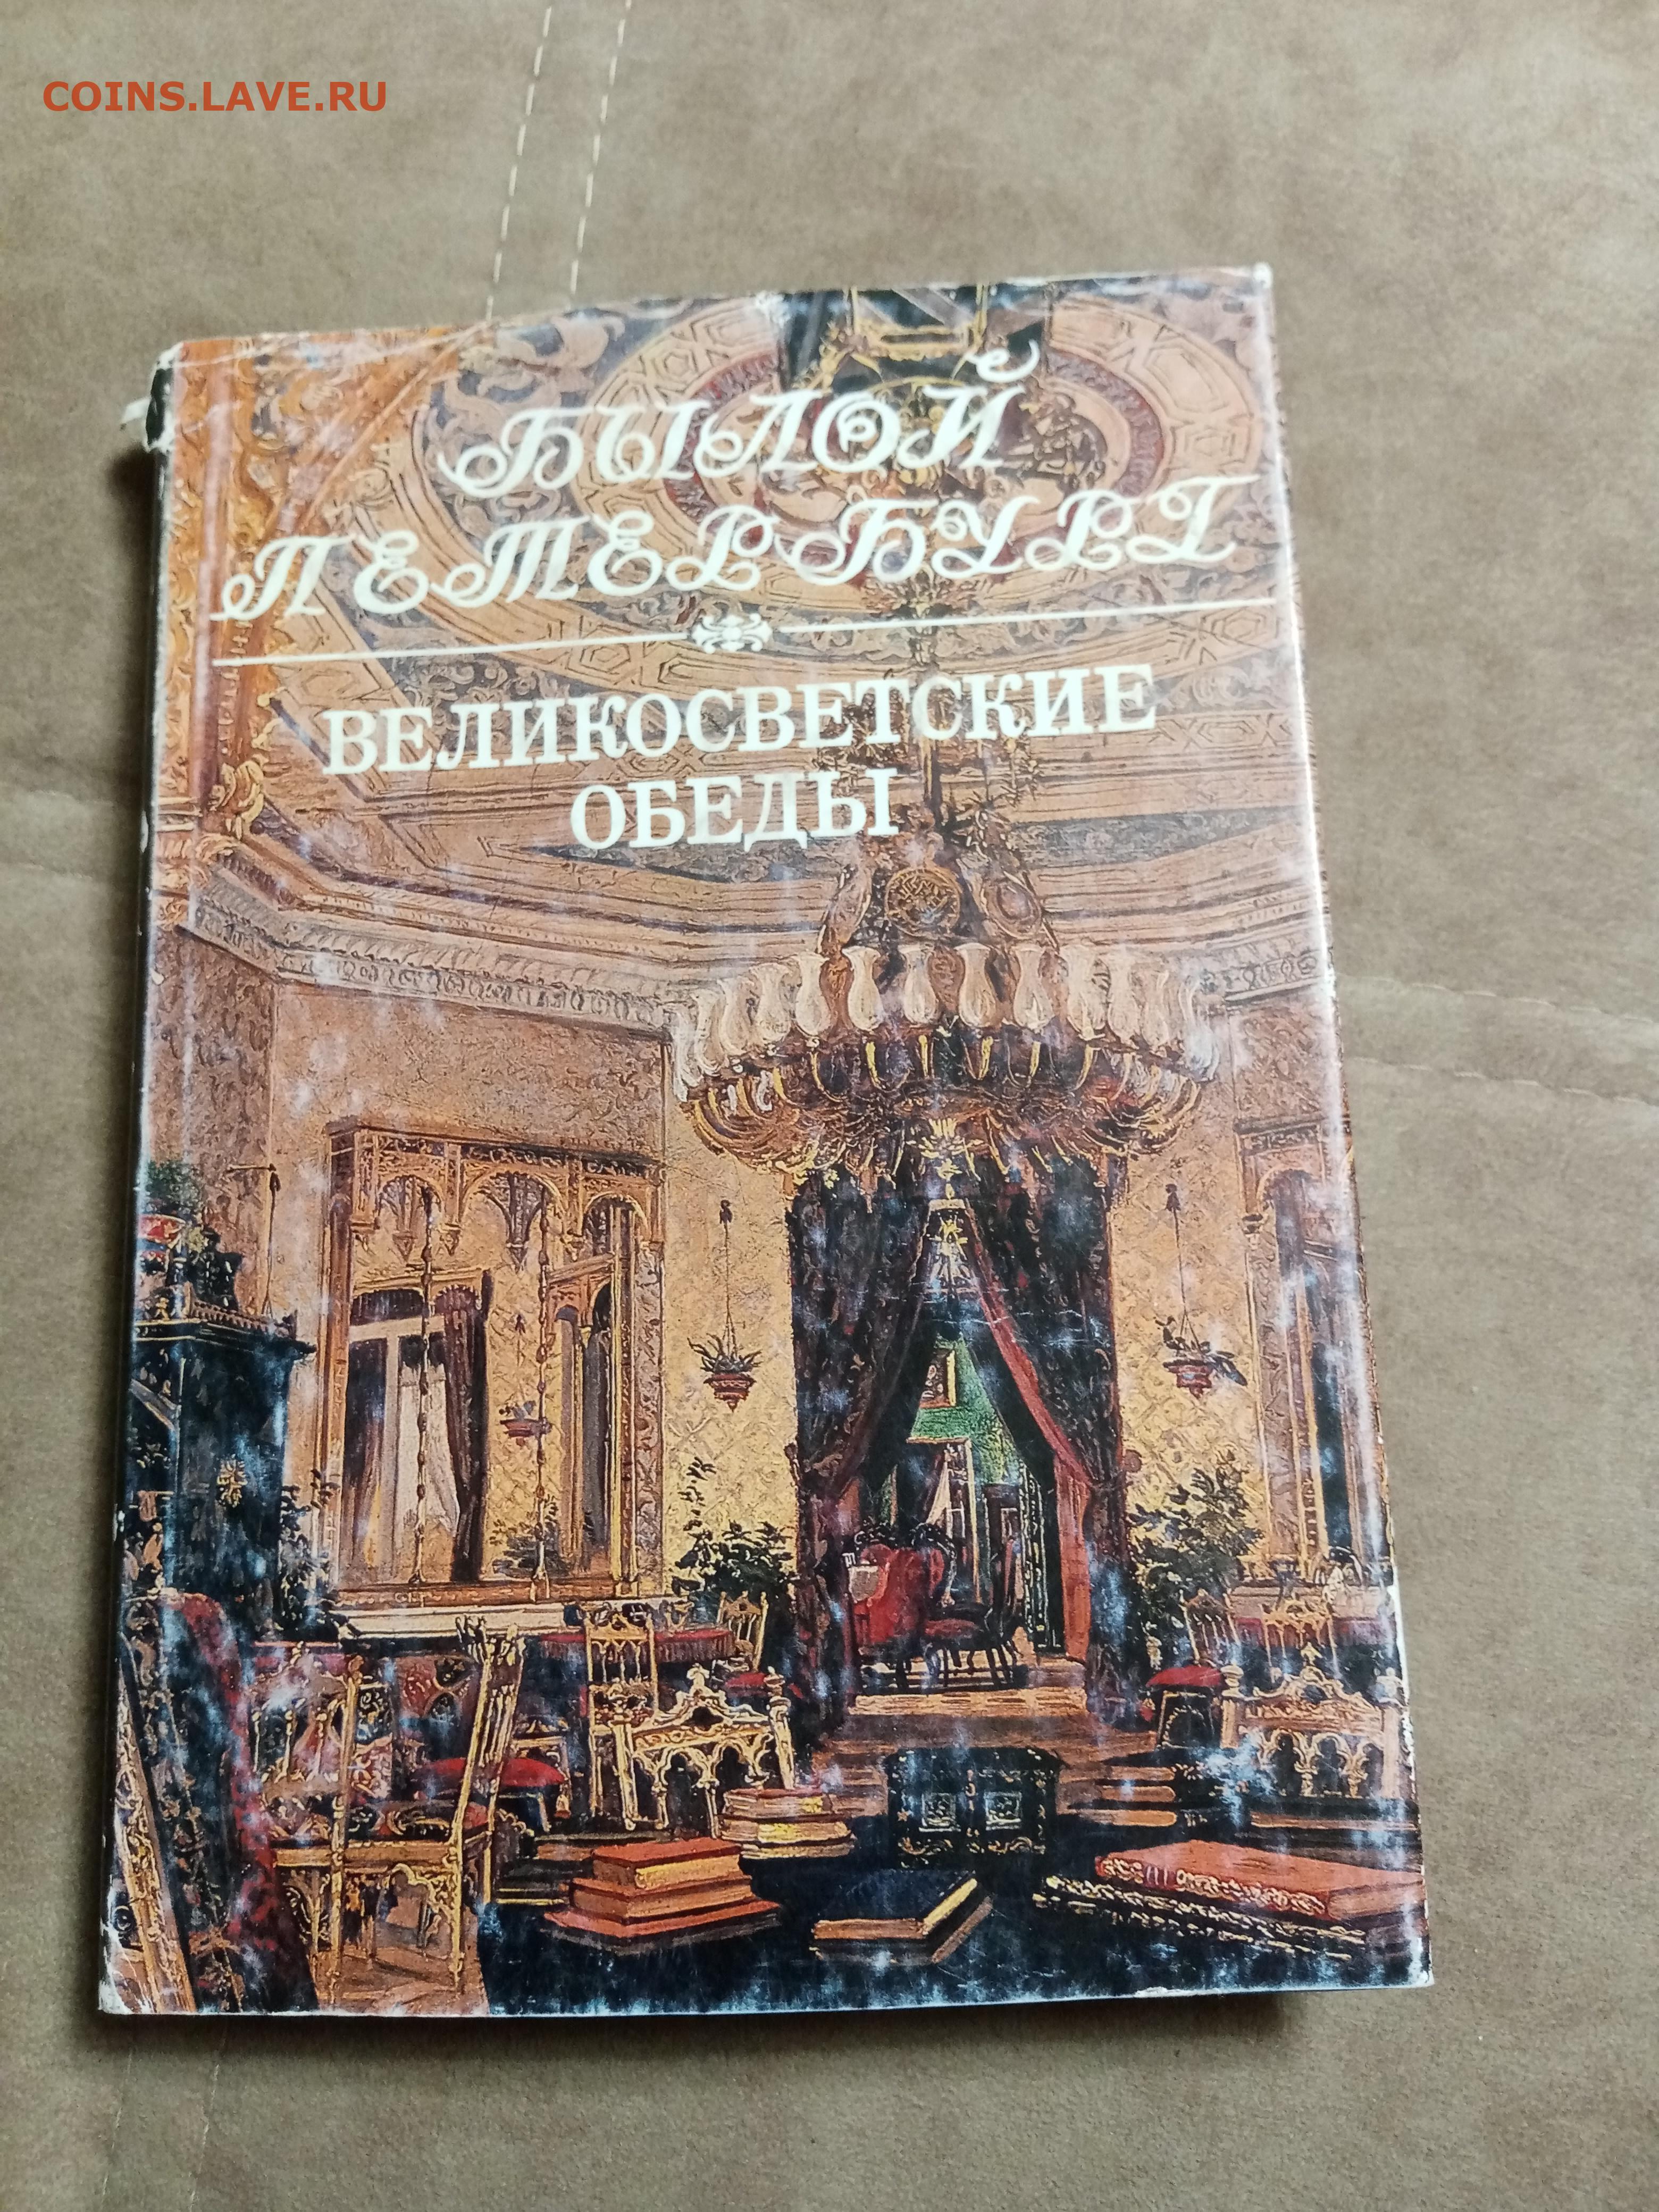 COINS.LAVE.RU
БЫЛОЙ
ПЕТЕРБУРГ
ВЕЛИКОСВЕТСКИЕ
ОБЕДЫ